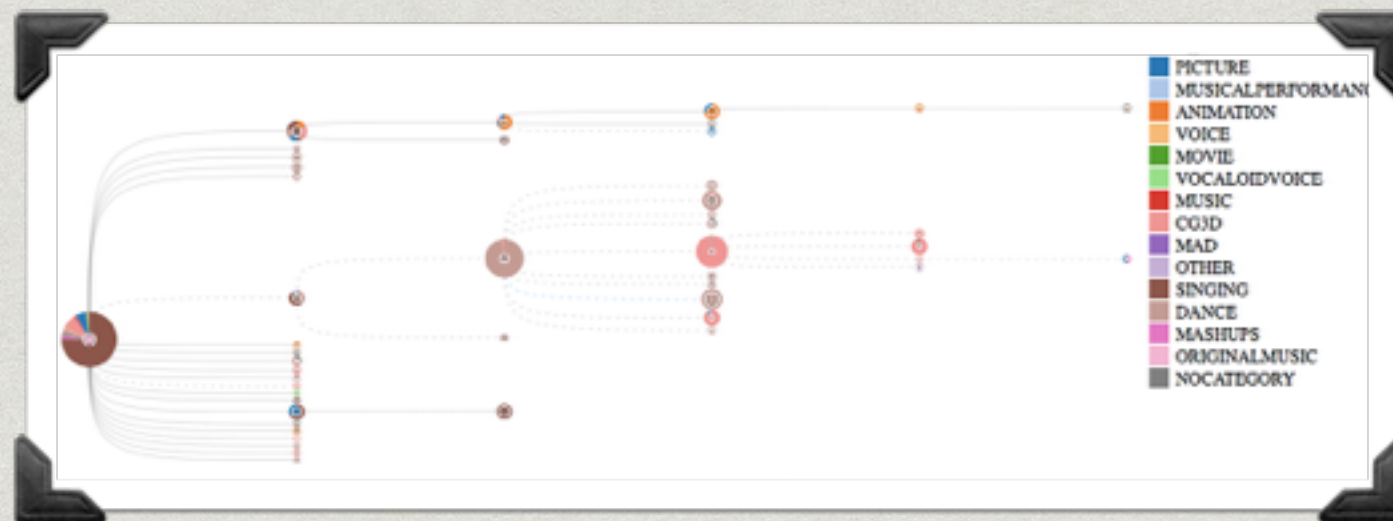 PICTURE
MUSICALPERFORMANC
ANIMATION
VOICE
MOVIE
VOCALOIDVOICE
MUSIC
CG3D
MAD
OTHER
SINGING
DANCE
MASHUPS
ORIGINALMUSIC
NOCATEGORY